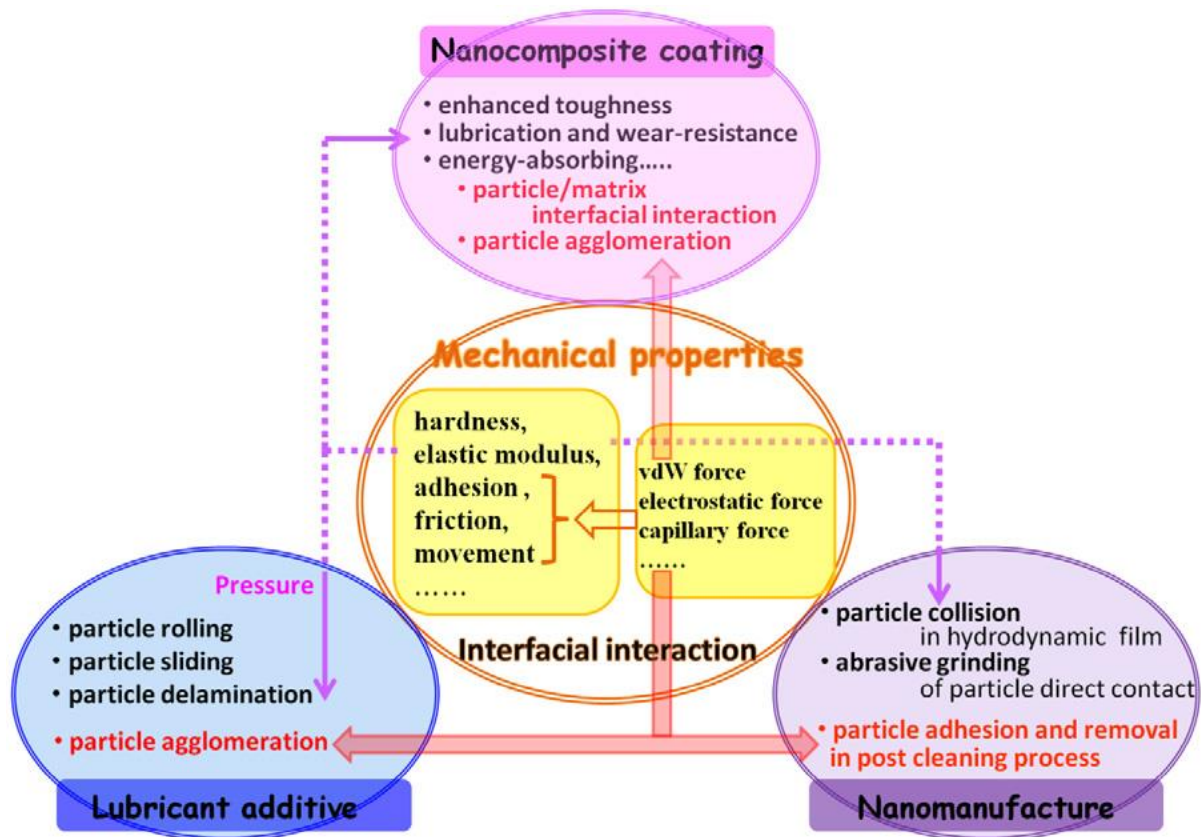 Nanocomposite coating
• enhanced toughness
• lubrication and wear-resistance
• energy-absorbing.....
• particle/matrix
interfacial interaction
• particle agglomeration
Mechanical properties
hardness,
elastic modulus,
adhesion ,
friction,
movement
......
vdW force
electrostatic force
capillary force
......
Interfacial interaction
Pressure
• particle rolling
• particle sliding
• particle delamination
• particle agglomeration
Lubricant additive
• particle collision
in hydrodynamic film
• abrasive grinding
of particle direct contact
• particle adhesion and removal
in post cleaning process
Nanomanufacture